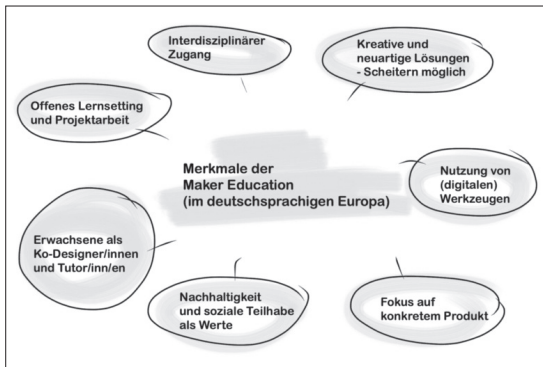 Interdisziplinärer
Zugang
Kreative und
neuartige Lösungen
- Scheitern möglich
Offenes Lernsetting
und Projektarbeit
Merkmale der
Maker Education
(im deutschsprachigen Europa)
Nutzung von
(digitalen)
Werkzeugen
Erwachsene als
Ko-Designer/innen
und Tutor/inn/en
Nachhaltigkeit
und soziale Teilhabe
als Werte
Fokus auf
konkretem Produkt